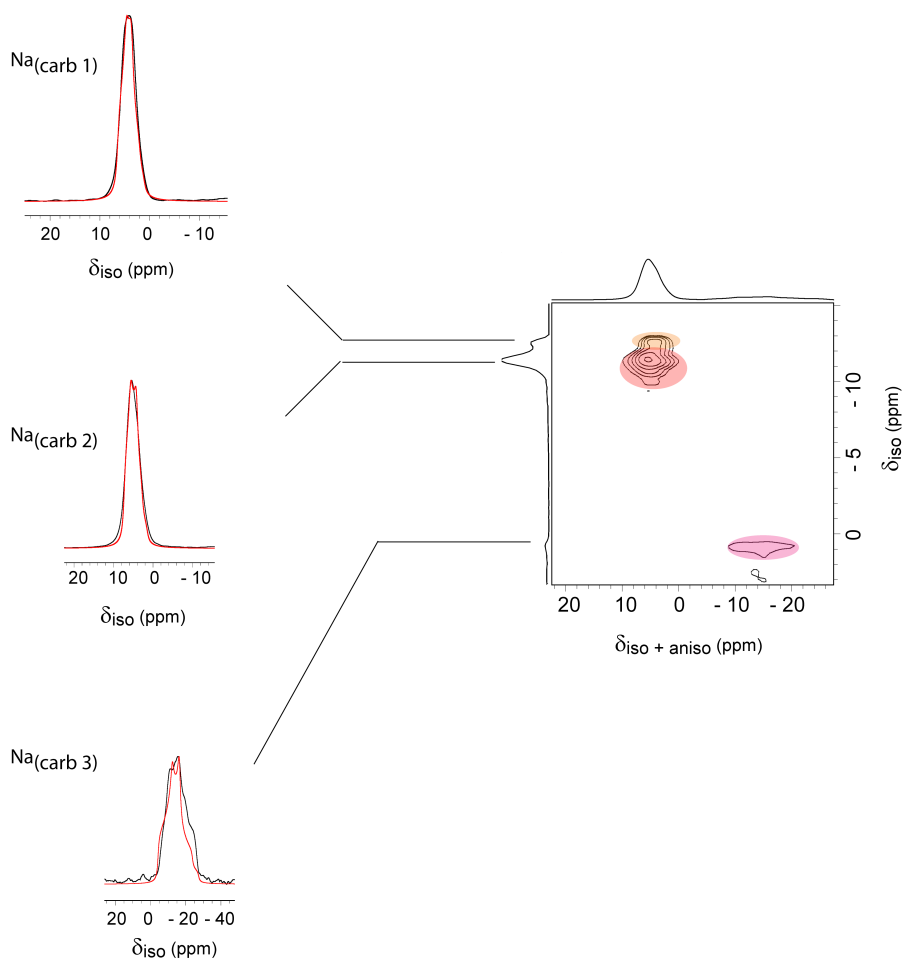 Na(carb 1)
20 10 0 - 10
δiso (ppm)
Na(carb 2)
20 10 0 - 10
δiso (ppm)
Na(carb 3)
20 0 - 20 - 40
δiso (ppm)
- 10
- 5
0
δiso (ppm)
20 10 0 - 10 - 20
δiso + aniso (ppm)